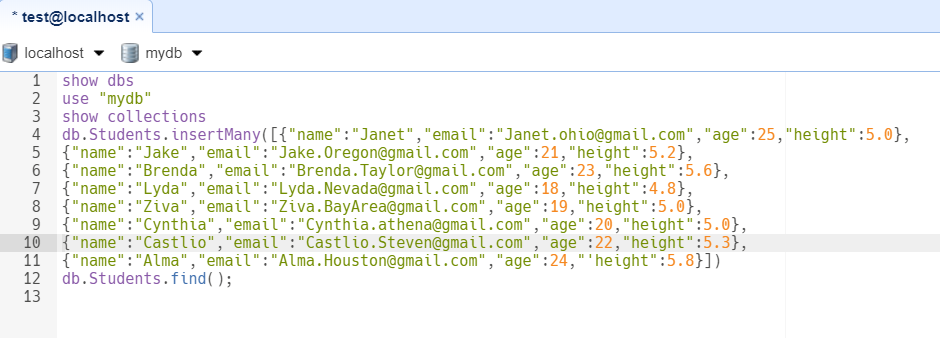 * test@localhost ×
localhost mydb
1 show dbs
2 use "mydb"
3 show collections
4 db.Students.insertMany([{"name":"Janet","email":"Janet.ohio@gmail.com","age":25,"height":5.0},
5 {"name":"Jake","email":"Jake.Oregon@gmail.com","age":21,"height":5.2},
6 {"name":"Brenda","email":"Brenda.Taylor@gmail.com","age":23,"height":5.6},
7 {"name":"Lyda","email":"Lyda.Nevada@gmail.com","age":18,"height":4.8},
8 {"name":"Ziva","email":"Ziva.BayArea@gmail.com","age":19,"height":5.0},
9 {"name":"Cynthia","email":"Cynthia.athena@gmail.com","age":20,"height":5.0},
10 {"name":"Castlio","email":"Castlio.Steven@gmail.com","age":22,"height":5.3},
11 {"name":"Alma","email":"Alma.Houston@gmail.com","age":24,"'height":5.8}])
12 db.Students.find();
13